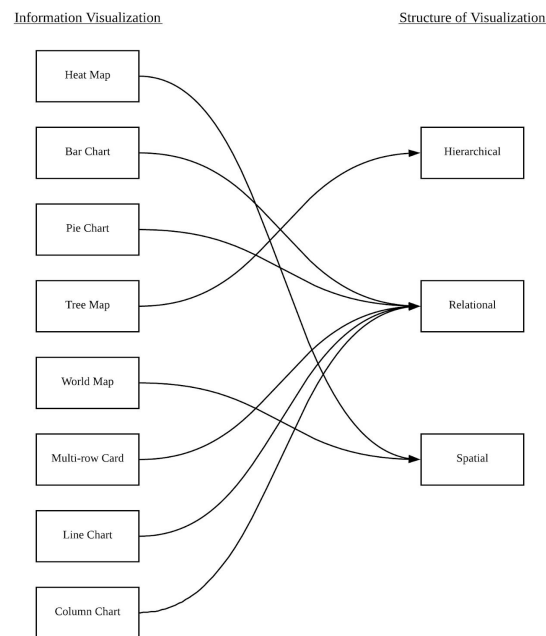 Information Visualization
Structure of Visualization
Heat Map
Bar Chart
Hierarchical
Pie Chart
Tree Map
Relational
World Map
Multi-row Card
Spatial
Line Chart
Column Chart